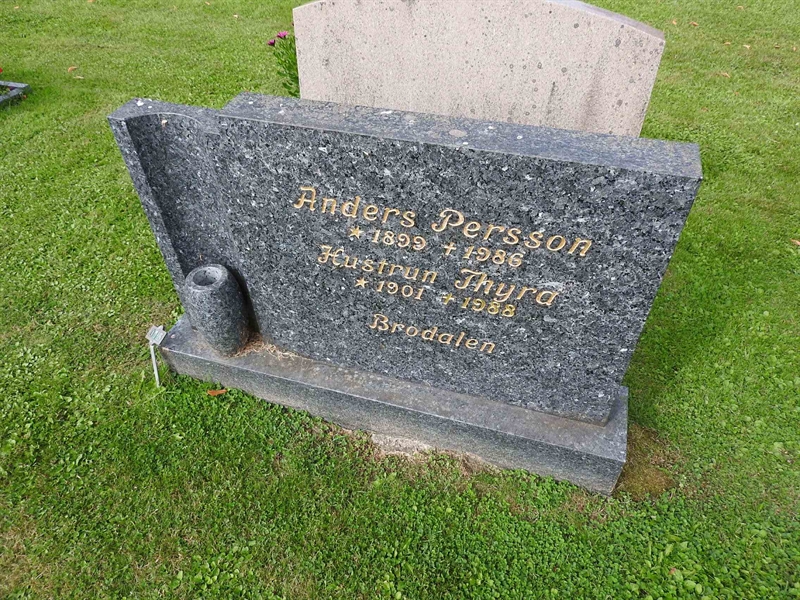 Anders Persson
* 1899 † 1986
Hustrun Thyra
* 1901 † 1988
Brodalen